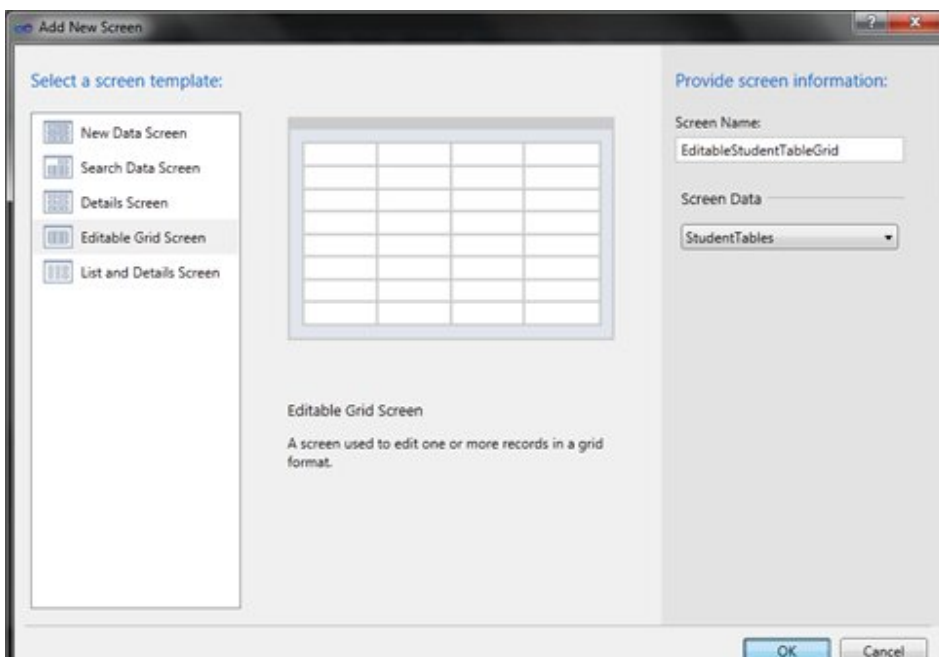 Add New Screen
Select a screen template:
New Data Screen
Search Data Screen
Details Screen
Editable Grid Screen
List and Details Screen
Editable Grid Screen
A screen used to edit one or more records in a grid
format.
Provide screen information:
Screen Name:
EditableStudentTableGrid
Screen Data
StudentTables
OK
Cancel